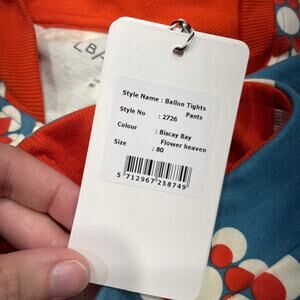 Style Name : Ballon Tights
Style No : 2726 Pants
Colour : Biscay Bay
Flower heaven
Size : 80
5 712967 258749